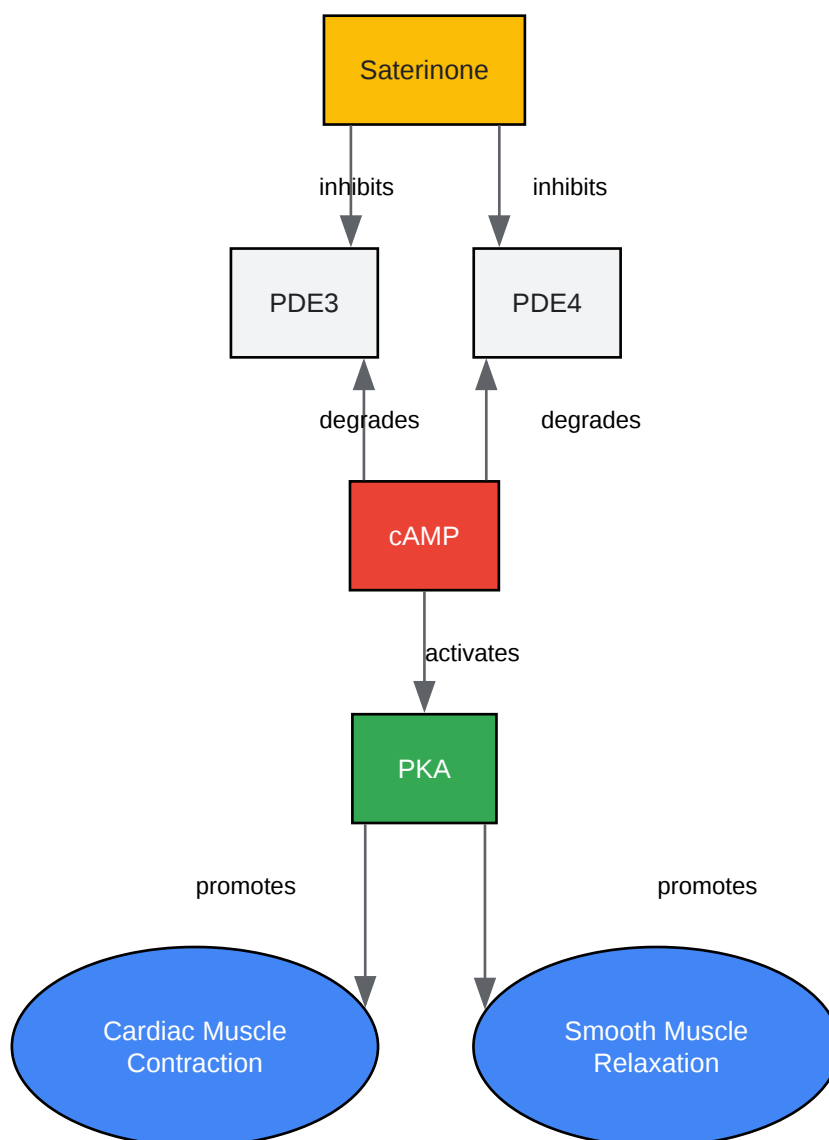 Saterinone
inhibits
inhibits
PDE3
PDE4
degrades
degrades
cAMP
activates
PKA
promotes
promotes
Cardiac Muscle
Contraction
Smooth Muscle
Relaxation